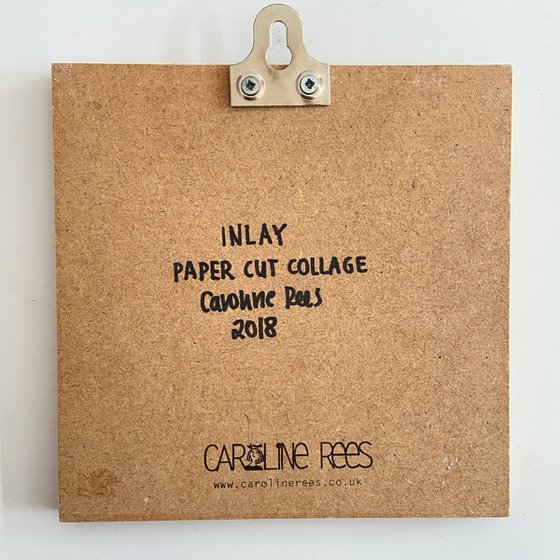 INLAY
PAPER CUT COLLAGE
Caroline Rees
2018
CAROLINE REES
www.carolinerees.co.uk